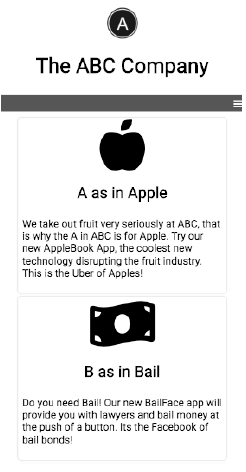 A
The ABC Company
A as in Apple
We take out fruit very seriously at ABC, that
is why the A in ABC is for Apple. Try our
new AppleBook App, the coolest new
technology disrupting the fruit industry.
This is the Uber of Apples!
B as in Bail
Do you need Bail! Our new BailFace app will
provide you with lawyers and bail money at
the push of a button. Its the Facebook of
bail bonds!